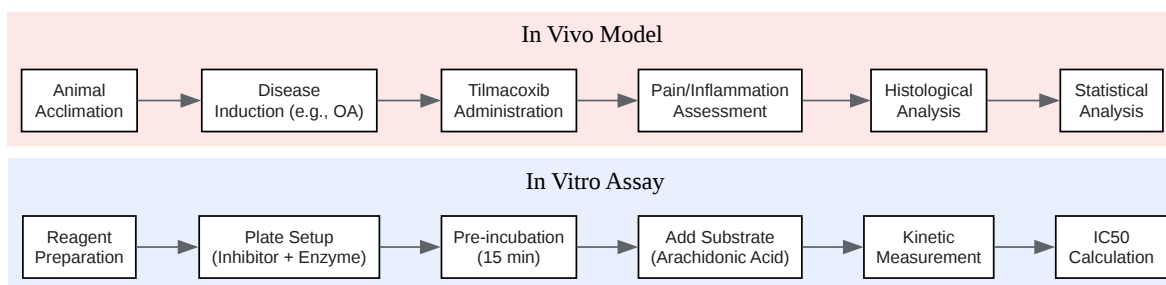 In Vivo Model
Animal
Acclimation
Disease
Induction (e.g., OA)
Tilmacoxib
Administration
Pain/Inflammation
Assessment
Histological
Analysis
Statistical
Analysis
In Vitro Assay
Reagent
Preparation
Plate Setup
(Inhibitor + Enzyme)
Pre-incubation
(15 min)
Add Substrate
(Arachidonic Acid)
Kinetic
Measurement
IC50
Calculation